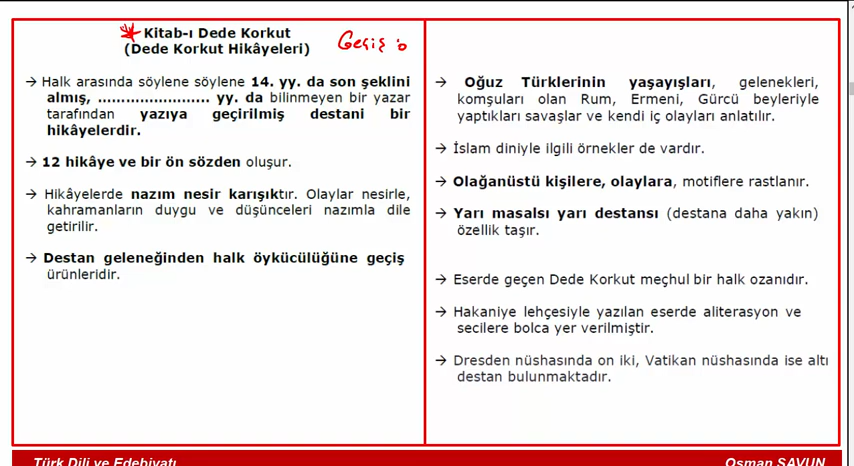 Kitab-ı Dede Korkut
(Dede Korkut Hikâyeleri)
Geçiş
→ Halk arasında söylene söylene 14. yy. da son şeklini
almış, ........................ yy. da bilinmeyen bir yazar
tarafından yazıya geçirilmiş destani bir
hikâyelerdir.
→ 12 hikâye ve bir ön sözden oluşur.
→ Hikâyelerde nazım nesir karışıktır. Olaylar nesirle,
kahramanların duygu ve düşünceleri nazımla dile
getirilir.
→ Destan geleneğinden halk öykücülüğüne geçiş
ürünleridir.
→ Oğuz Türklerinin yaşayışları, gelenekleri,
komşuları olan Rum, Ermeni, Gürcü beyleriyle
yaptıkları savaşlar ve kendi iç olayları anlatılır.
→ İslam diniyle ilgili örnekler de vardır.
→ Olağanüstü kişilere, olaylara, motiflere rastlanır.
→ Yarı masalsı yarı destansı (destana daha yakın)
özellik taşır.
→ Eserde geçen Dede Korkut meçhul bir halk ozanıdır.
→ Hakaniye lehçesiyle yazılan eserde aliterasyon ve
secilere bolca yer verilmiştir.
→ Dresden nüshasında on iki, Vatikan nüshasında ise altı
destan bulunmaktadır.
Türk Dili ve Edebiyatı
Osman SAVUN